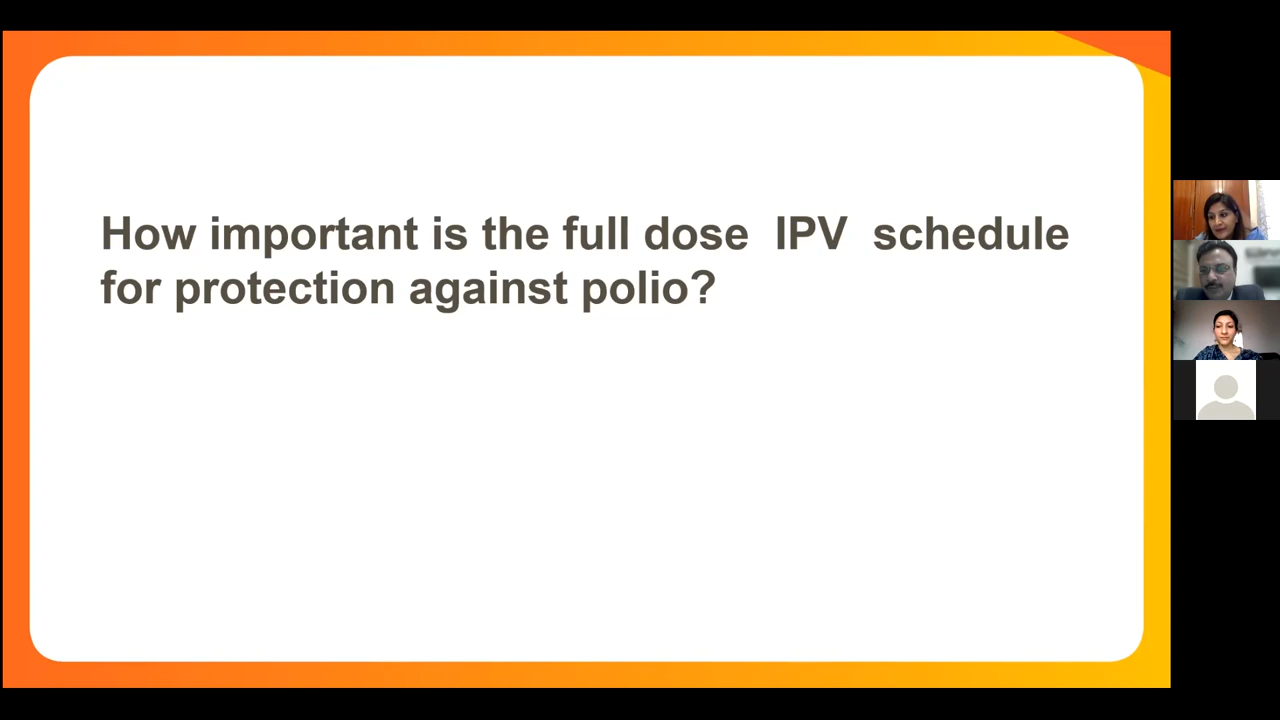 How important is the full dose IPV schedule
for protection against polio?